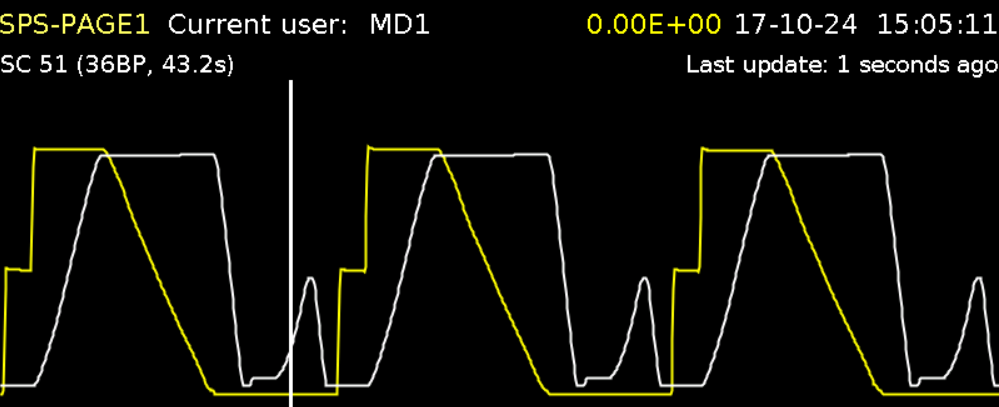 SPS-PAGE1 Current user: MD1 0.00E+00 17-10-24 15:05:11
SC 51 (36BP, 43.2s) Last update: 1 seconds ago